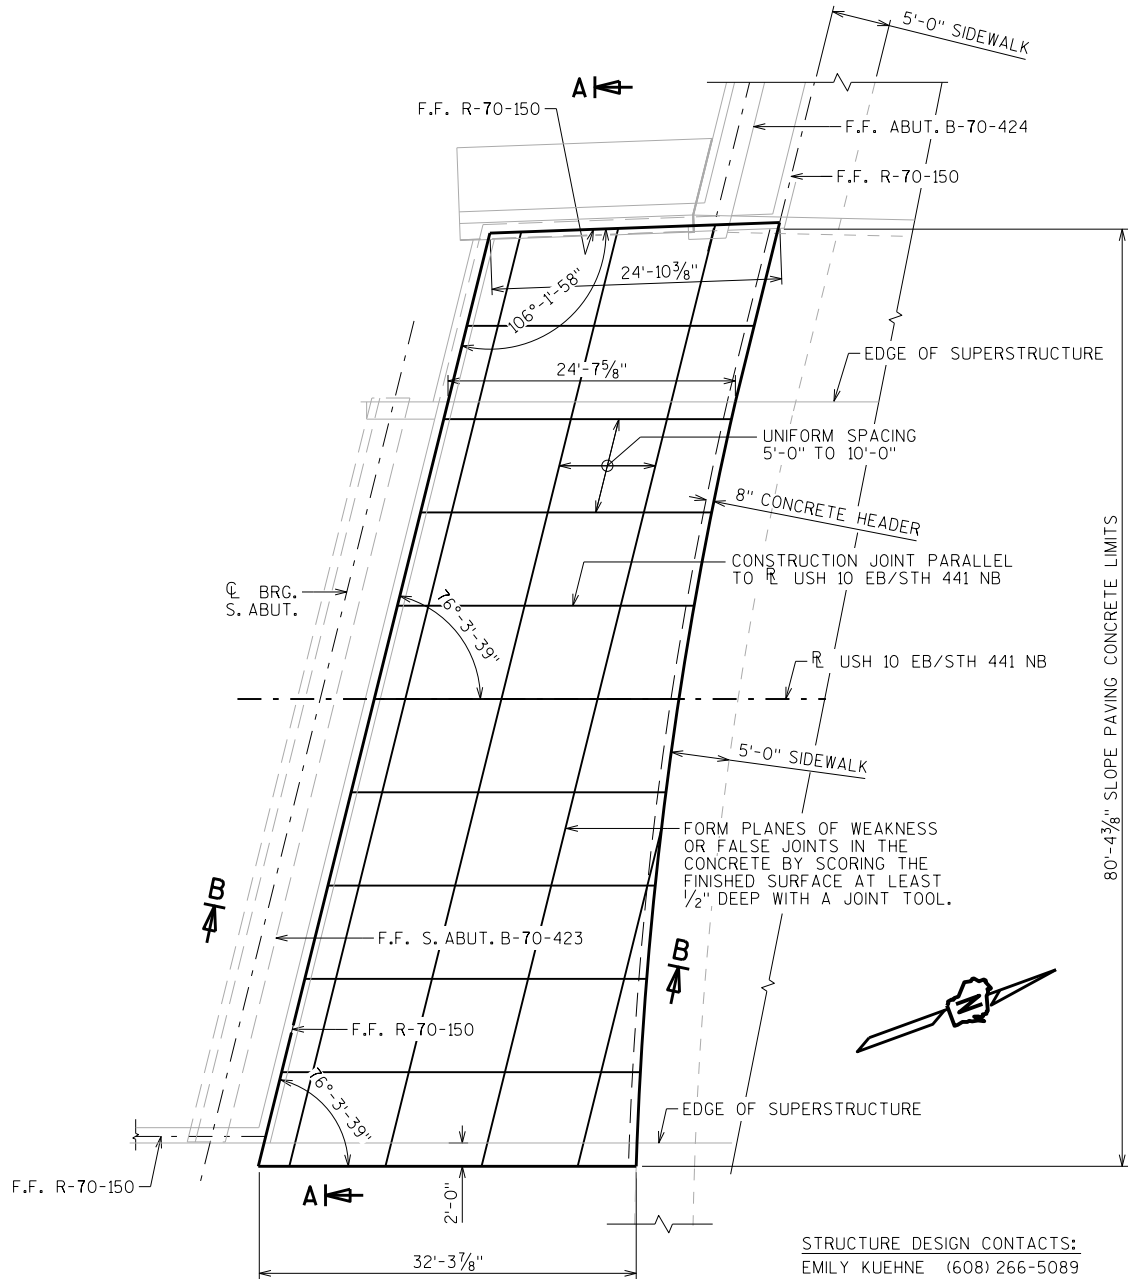 5'-0" SIDEWALK
A
F.F. R-70-150
F.F. ABUT. B-70-424
F.F. R-70-150
24'-10⅜"
106°-1'-58"
EDGE OF SUPERSTRUCTURE
24'-7⅝"
UNIFORM SPACING
5'-0" TO 10'-0"
8" CONCRETE HEADER
CONSTRUCTION JOINT PARALLEL
TO RL USH 10 EB/STH 441 NB
℄ BRG.
S. ABUT.
76°-3'-39"
RL USH 10 EB/STH 441 NB
80'-4⅜" SLOPE PAVING CONCRETE LIMITS
5'-0" SIDEWALK
FORM PLANES OF WEAKNESS
OR FALSE JOINTS IN THE
CONCRETE BY SCORING THE
FINISHED SURFACE AT LEAST
½" DEEP WITH A JOINT TOOL.
B
F.F. S. ABUT. B-70-423
B
N
F.F. R-70-150
76°-3'-39"
EDGE OF SUPERSTRUCTURE
F.F. R-70-150
A
2'-0"
32'-3⅞"
STRUCTURE DESIGN CONTACTS:
EMILY KUEHNE (608) 266-5089